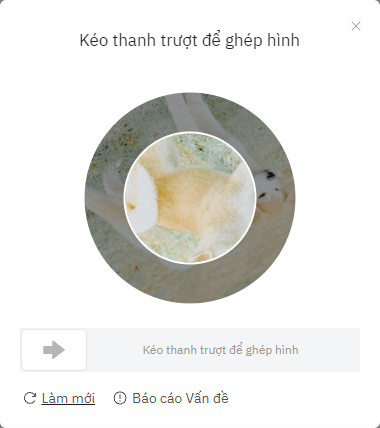 Kéo thanh trượt để ghép hình
Kéo thanh trượt để ghép hình
Làm mới Báo cáo Vấn đề